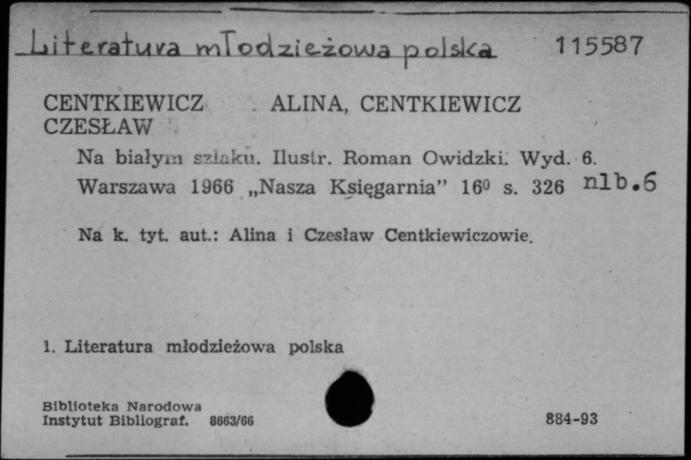 Literatura młodzieżowa polska 115587
CENTKIEWICZ ALINA, CENTKIEWICZ
CZESŁAW
Na białym szlaku. Ilustr. Roman Owidzki. Wyd. 6.
Warszawa 1966 „Nasza Księgarnia” 16⁰ s. 326 nlb.6
Na k. tyt. aut.: Alina i Czesław Centkiewiczowie.
1. Literatura młodzieżowa polska
Biblioteka Narodowa
Instytut Bibliograf. 8663/66 884-93